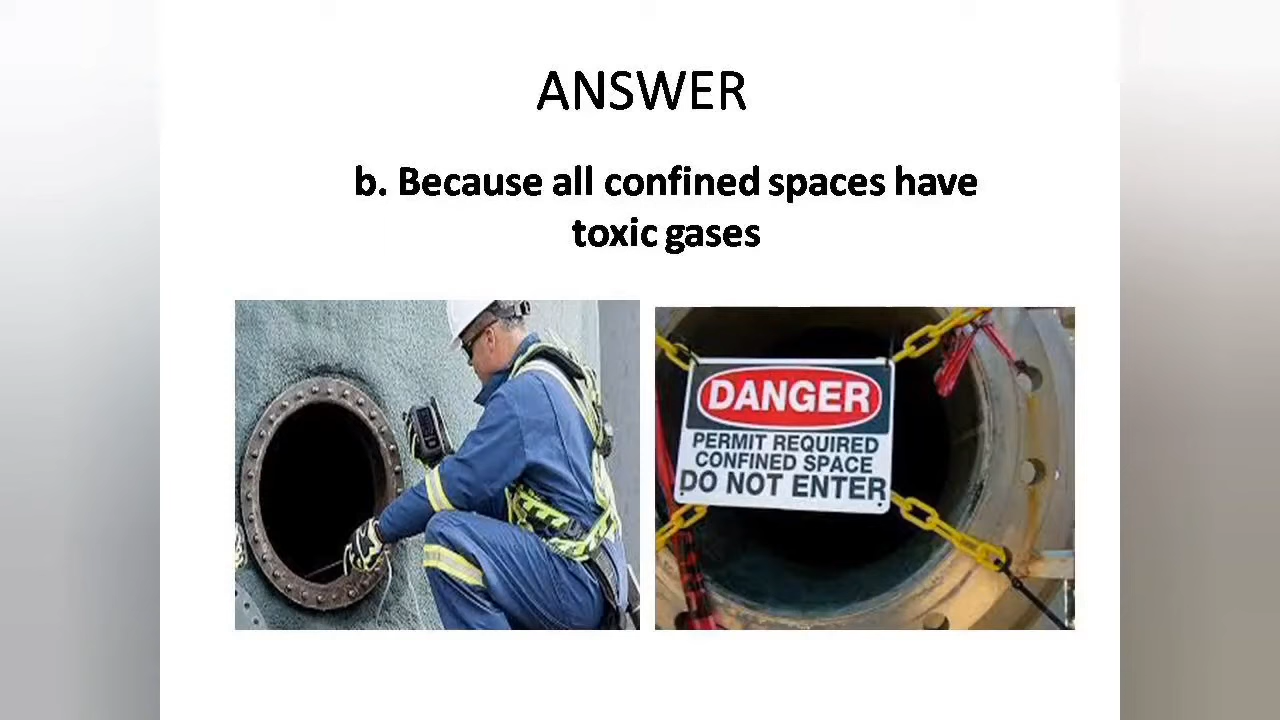 ANSWER
b. Because all confined spaces have
toxic gases
DANGER
PERMIT REQUIRED
CONFINED SPACE
DO NOT ENTER